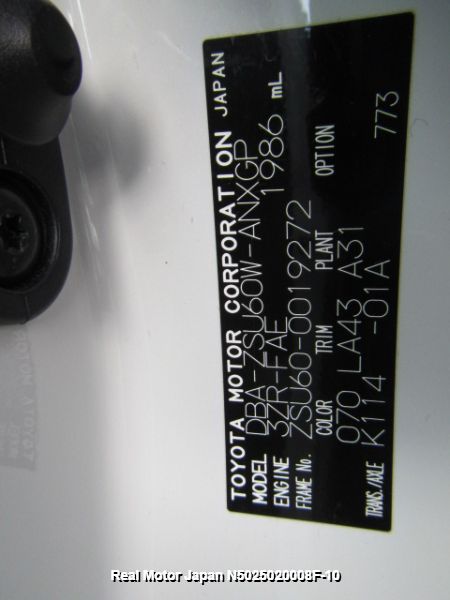 TOYOTA MOTOR CORPORATION JAPAN
MODEL DBA-ZSU60W-ANXGP
ENGINE 3ZR-FAE 1986 mL
FRAME No. ZSU60-0019272
COLOR TRIM PLANT OPTION
070 LA43 A31
TRANS./AXLE K114 -01A 773
Real Motor Japan N5025020008F-10